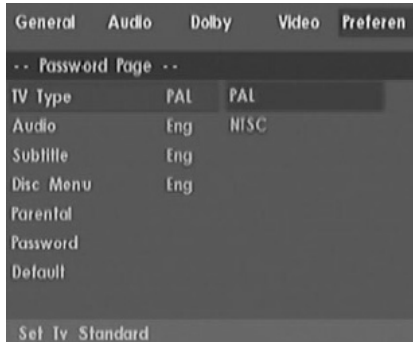 General Audio Dolby Video Preferen
-- Password Page --
TV Type PAL PAL
Audio Eng NTSC
Subtitle Eng
Disc Menu Eng
Parental
Password
Default
Set Tv Standard